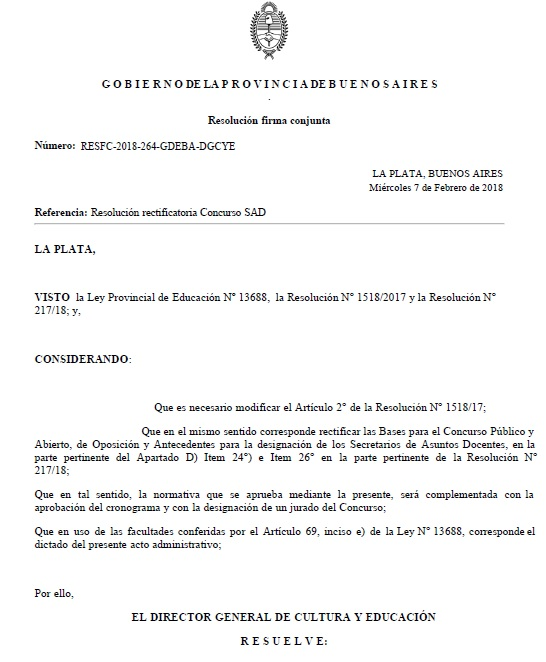 GOBIERNO DE LA PROVINCIA DE BUENOS AIRES
.
Resolución firma conjunta
Número: RESFC-2018-264-GDEBA-DGCYE
LA PLATA, BUENOS AIRES
Miércoles 7 de Febrero de 2018
Referencia: Resolución rectificatoria Concurso SAD
LA PLATA,
VISTO la Ley Provincial de Educación N° 13688, la Resolución N° 1518/2017 y la Resolución N°
217/18; y,
CONSIDERANDO:
Que es necesario modificar el Artículo 2° de la Resolución N° 1518/17;
Que en el mismo sentido corresponde rectificar las Bases para el Concurso Público y
Abierto, de Oposición y Antecedentes para la designación de los Secretarios de Asuntos Docentes, en la
parte pertinente del Apartado D) Item 24°) e Item 26° en la parte pertinente de la Resolución N°
217/18;
Que en tal sentido, la normativa que se aprueba mediante la presente, será complementada con la
aprobación del cronograma y con la designación de un jurado del Concurso;
Que en uso de las facultades conferidas por el Artículo 69, inciso e) de la Ley N° 13688, corresponde el
dictado del presente acto administrativo;
Por ello,
EL DIRECTOR GENERAL DE CULTURA Y EDUCACIÓN
R E S U E L V E: